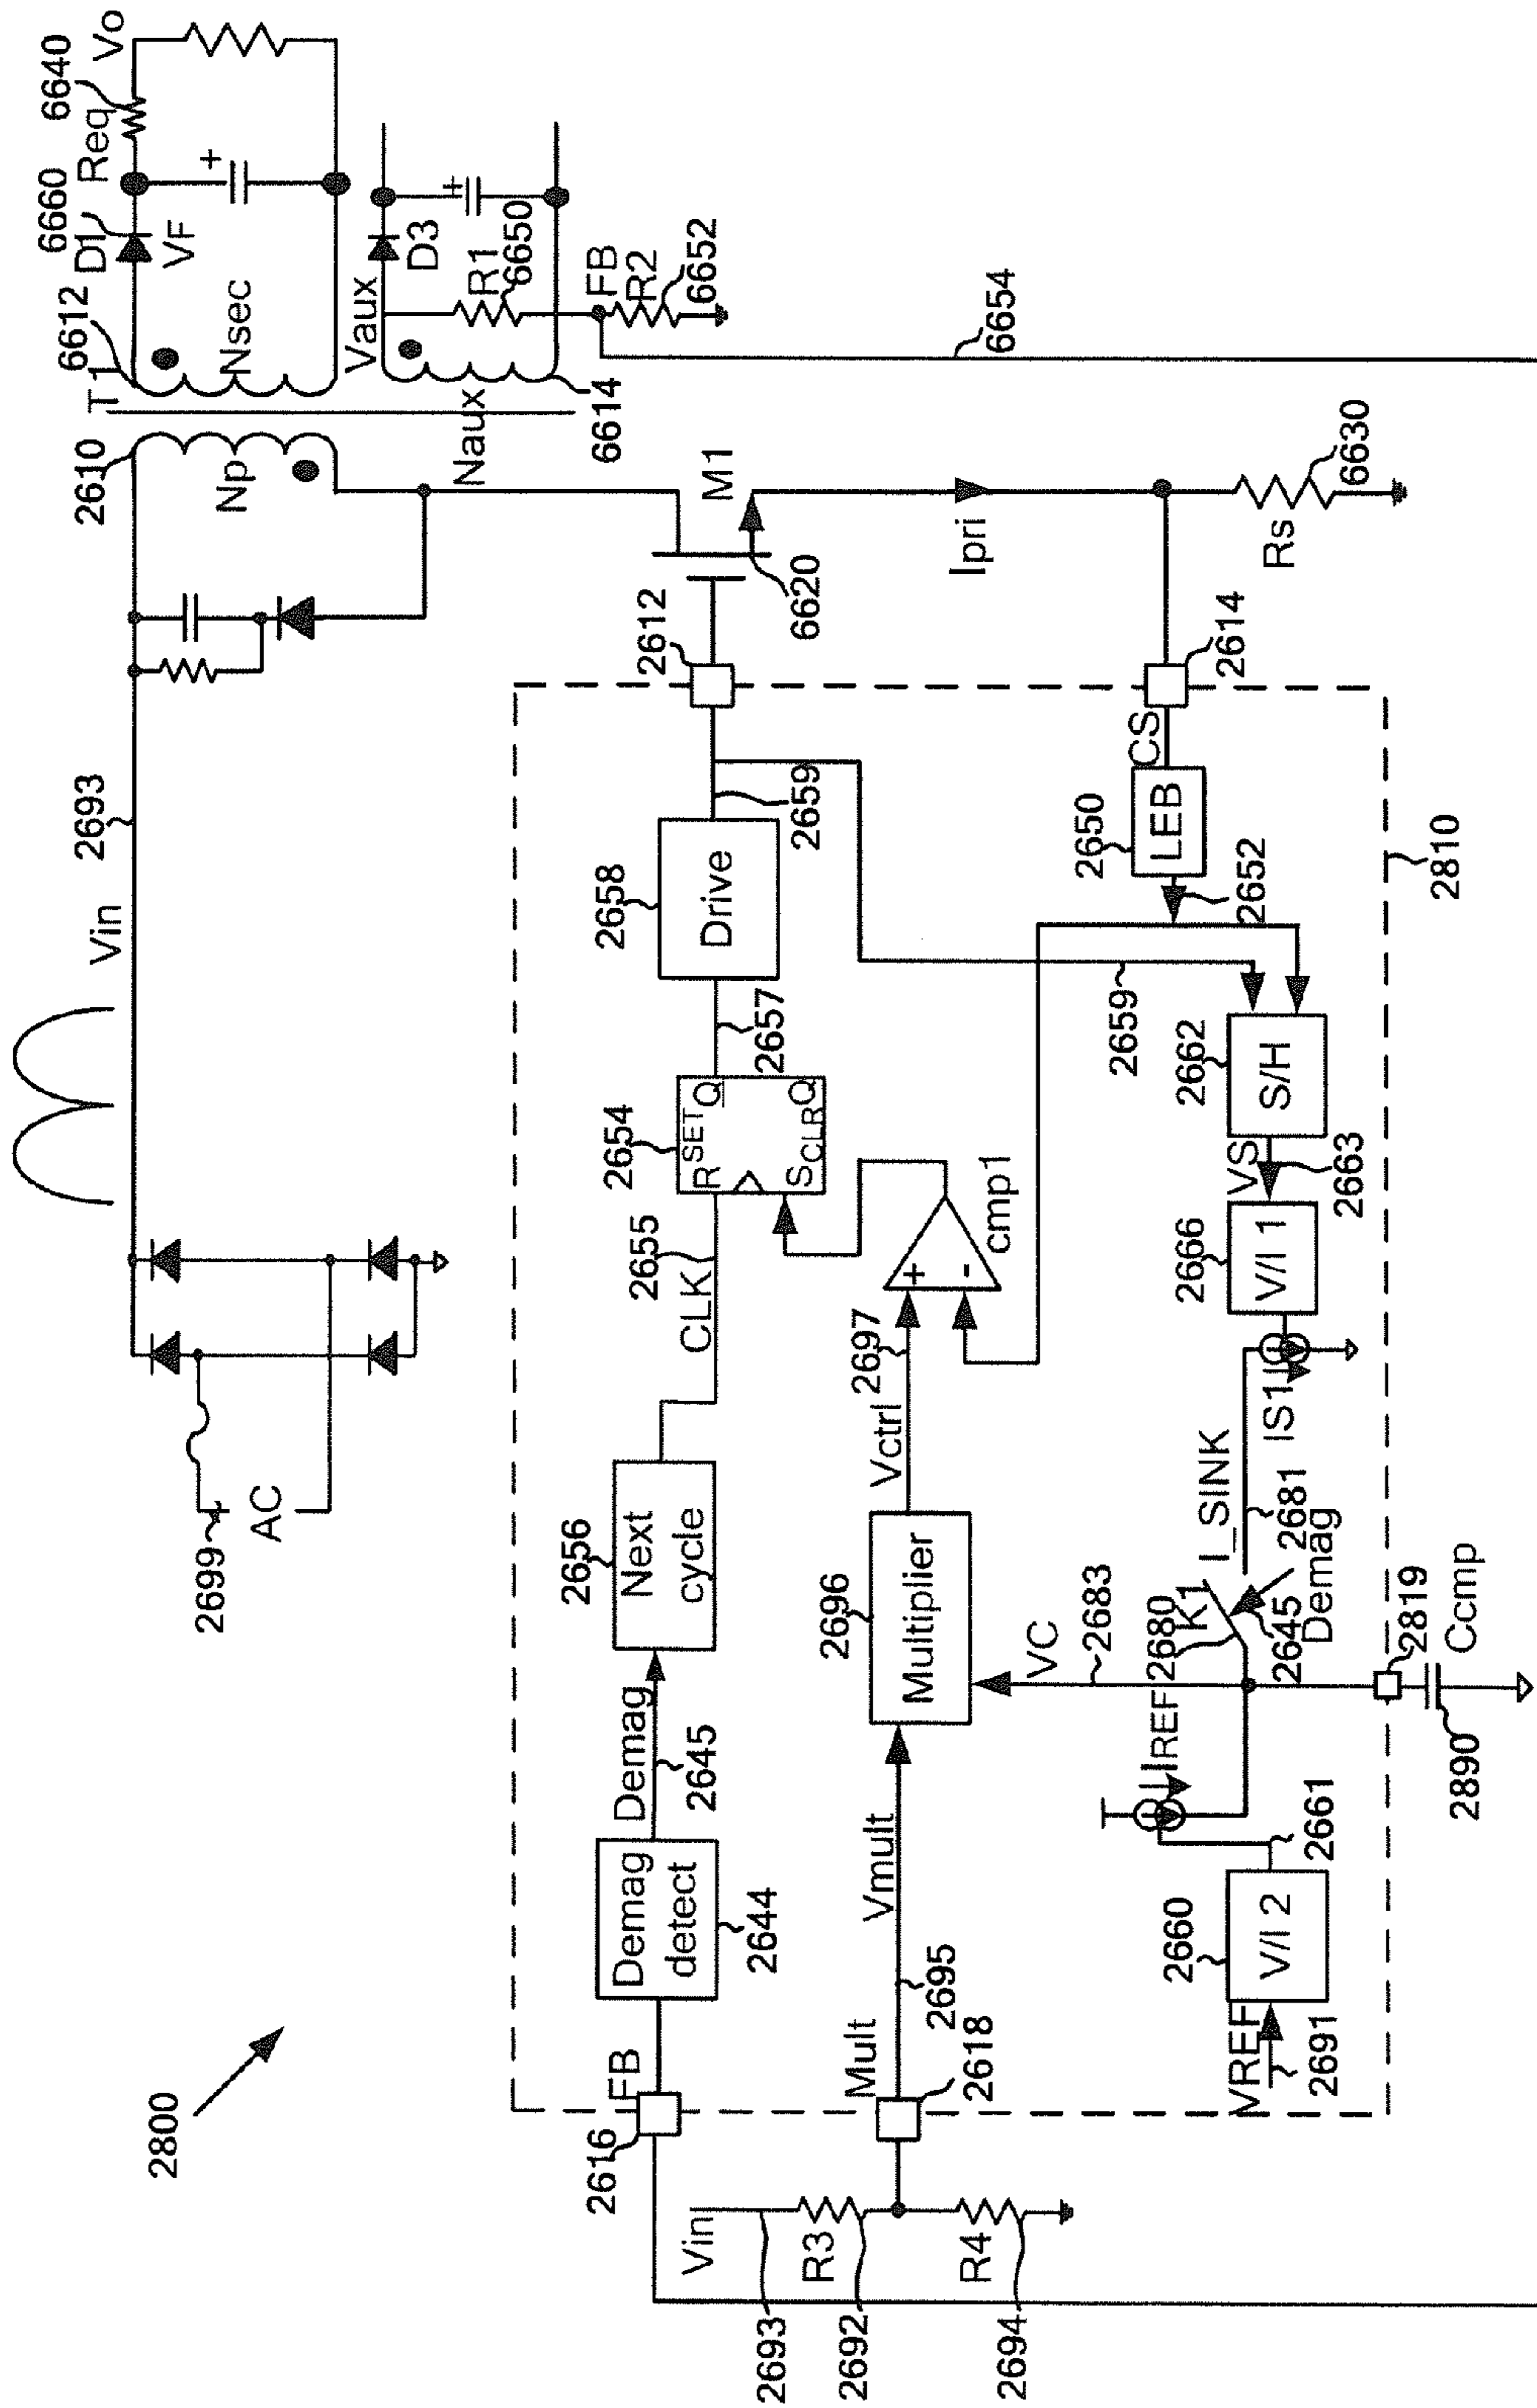 2800
2699
AC
Vin
2693
2610
Np
T1
6612
Nsec
D1
6660
VF
Req
6640
Vo
Vaux
Naux
6614
D3
R1
6650
FB
R2
6652
6654
M1
6620
Ipri
Rs
6630
2612
2614
CS
2616
FB
Demag
detect
2644
Demag
2645
2656
Next
cycle
CLK
2655
2654
R SET Q
S CLR Q
2657
2658
Drive
2659
2650
LEB
2652
2659
Vin
2693
R3
2692
R4
2694
Mult
2618
2695
Vmult
2696
Multiplier
Vctrl
2697
+
-
cmp1
VC
2683
2662
S/H
VS
2663
2666
V/I 1
IS1
I_SINK
2681
K1
2680
2645
Demag
IREF
2661
2660
V/I 2
VREF
2691
2819
2890
Ccmp
2810